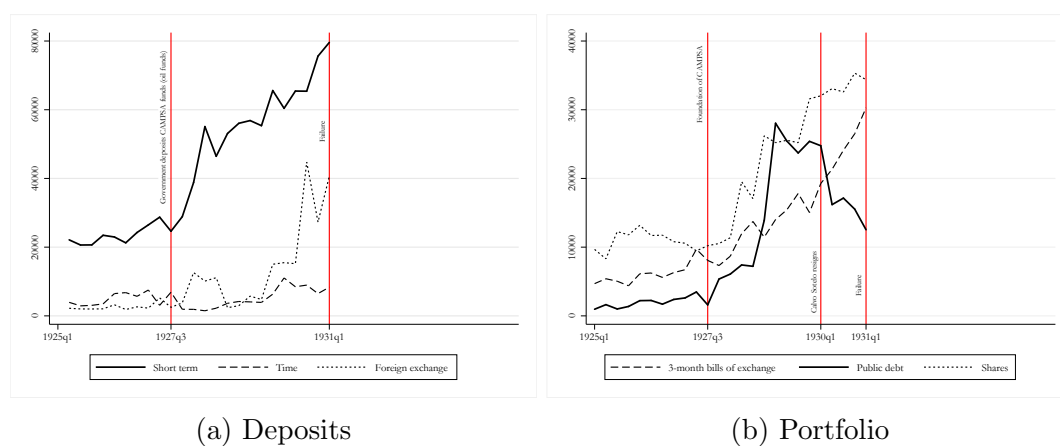 80000
60000
40000
20000
0
Government deposits CAMPSA funds (oil funds)
Failure
1925q1
1927q3
1931q1
Short term
Time
Foreign exchange
(a) Deposits
40000
30000
20000
10000
0
Foundation of CAMPSA
Calvo Sotelo resigns
Failure
1925q1
1927q3
1930q1
1931q1
3-month bills of exchange
Public debt
Shares
(b) Portfolio